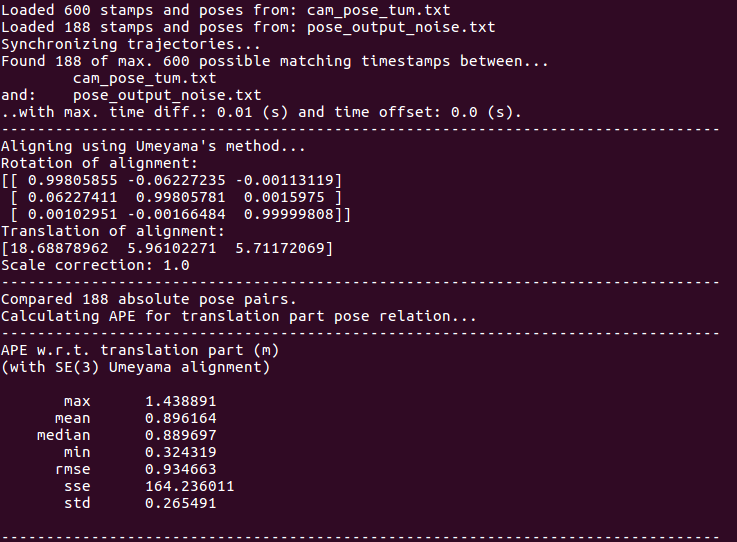 Loaded 600 stamps and poses from: cam_pose_tum.txt
Loaded 188 stamps and poses from: pose_output_noise.txt
Synchronizing trajectories...
Found 188 of max. 600 possible matching timestamps between...
        cam_pose_tum.txt
and:    pose_output_noise.txt
..with max. time diff.: 0.01 (s) and time offset: 0.0 (s).
--------------------------------------------------------------------------------
Aligning using Umeyama's method...
Rotation of alignment:
[[ 0.99805855 -0.06227235 -0.00113119]
 [ 0.06227411  0.99805781  0.0015975 ]
 [ 0.00102951 -0.00166484  0.99999808]]
Translation of alignment:
[18.68878962  5.96102271  5.71172069]
Scale correction: 1.0
--------------------------------------------------------------------------------
Compared 188 absolute pose pairs.
Calculating APE for translation part pose relation...
--------------------------------------------------------------------------------
APE w.r.t. translation part (m)
(with SE(3) Umeyama alignment)

       max      1.438891
      mean      0.896164
    median      0.889697
       min      0.324319
      rmse      0.934663
       sse      164.236011
       std      0.265491

--------------------------------------------------------------------------------